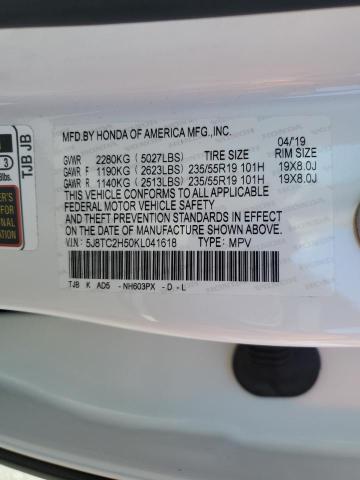 MFD.BY HONDA OF AMERICA MFG.,INC.
04/'19
GVWR 2280KG (5027LBS) TIRE SIZE RIM SIZE
GAWR F 1190KG (2623LBS) 235/55R19 101H 19X8.0J
GAWR R 1140KG (2513LBS) 235/55R19 101H 19X8.0J
THIS VEHICLE CONFORMS TO ALL APPLICABLE
FEDERAL MOTOR VEHICLE SAFETY
AND THEFT PREVENTION STANDARDS IN EFFECT
ON THE DATE OF MANUFACTURE SHOWN ABOVE.
V.I.N: 5J8TC2H50KL041618 TYPE: MPV
TJB K AD5 -NH603PX -D-L
TJB JB
3
lbs.